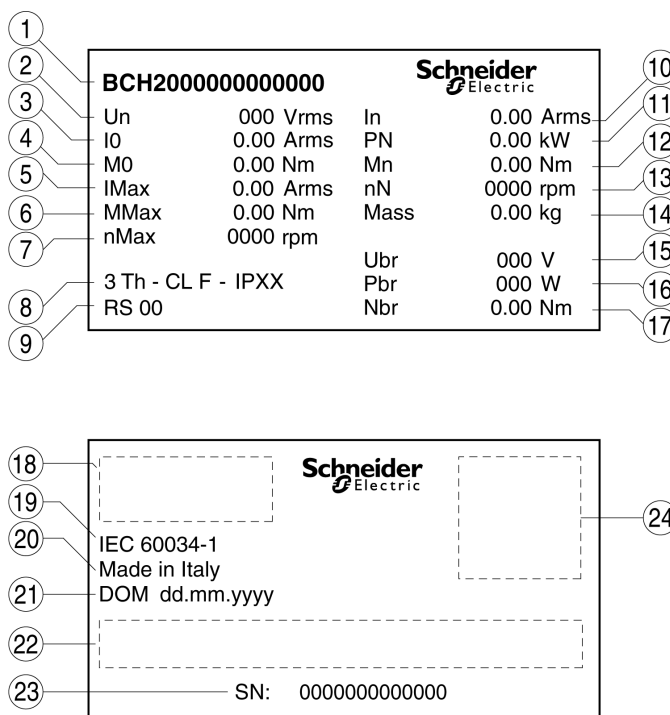 1
2
3
4
5
6
7
8
9
BCH2000000000000 Schneider Electric
Un 000 Vrms In 0.00 Arms
I0 0.00 Arms PN 0.00 kW
M0 0.00 Nm Mn 0.00 Nm
IMax 0.00 Arms nN 0000 rpm
MMax 0.00 Nm Mass 0.00 kg
nMax 0000 rpm
Ubr 000 V
3 Th - CL F - IPXX Pbr 000 W
RS 00 Nbr 0.00 Nm
10
11
12
13
14
15
16
17
18
19
20
21
22
23
Schneider Electric
IEC 60034-1
Made in Italy
DOM dd.mm.yyyy
SN: 0000000000000
24